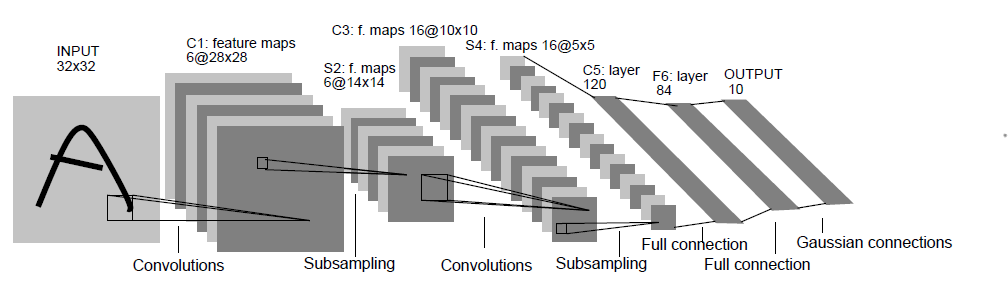 INPUT
32x32
C1: feature maps
6@28x28
S2: f. maps
6@14x14
C3: f. maps 16@10x10
S4: f. maps 16@5x5
C5: layer
120
F6: layer
84
OUTPUT
10
Convolutions
Subsampling
Convolutions
Subsampling
Full connection
Full connection
Gaussian connections